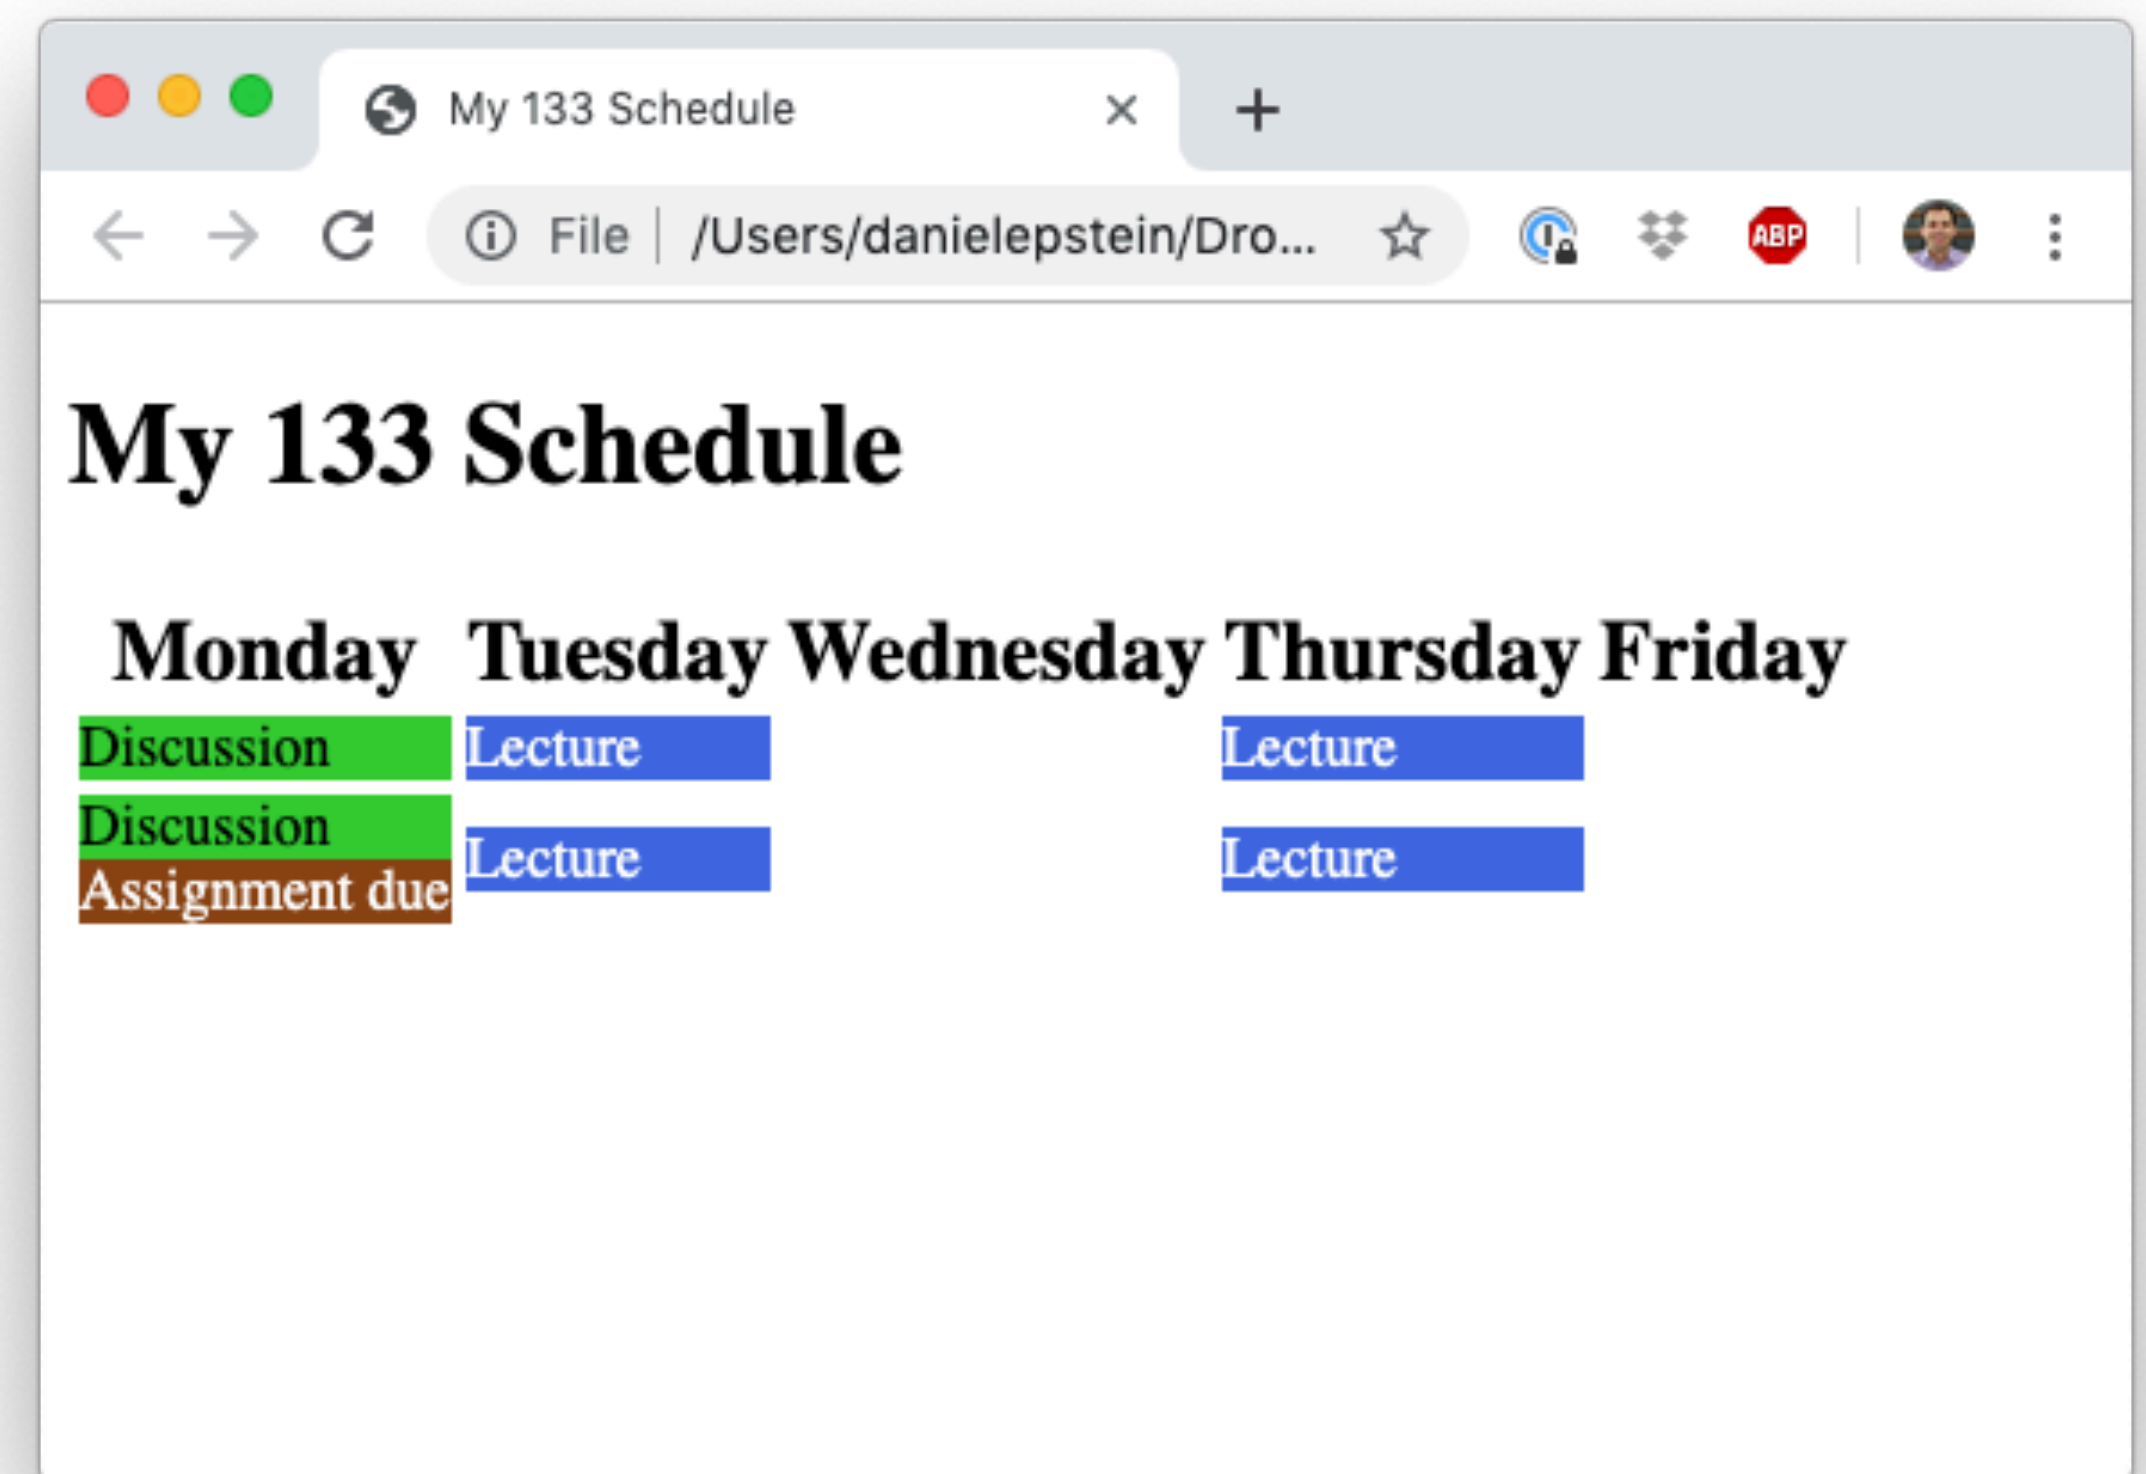 My 133 Schedule
File /Users/danielepstein/Dro...
ABP
My 133 Schedule
Monday Tuesday Wednesday Thursday Friday
Discussion Lecture Lecture
Discussion
Lecture Lecture
Assignment due